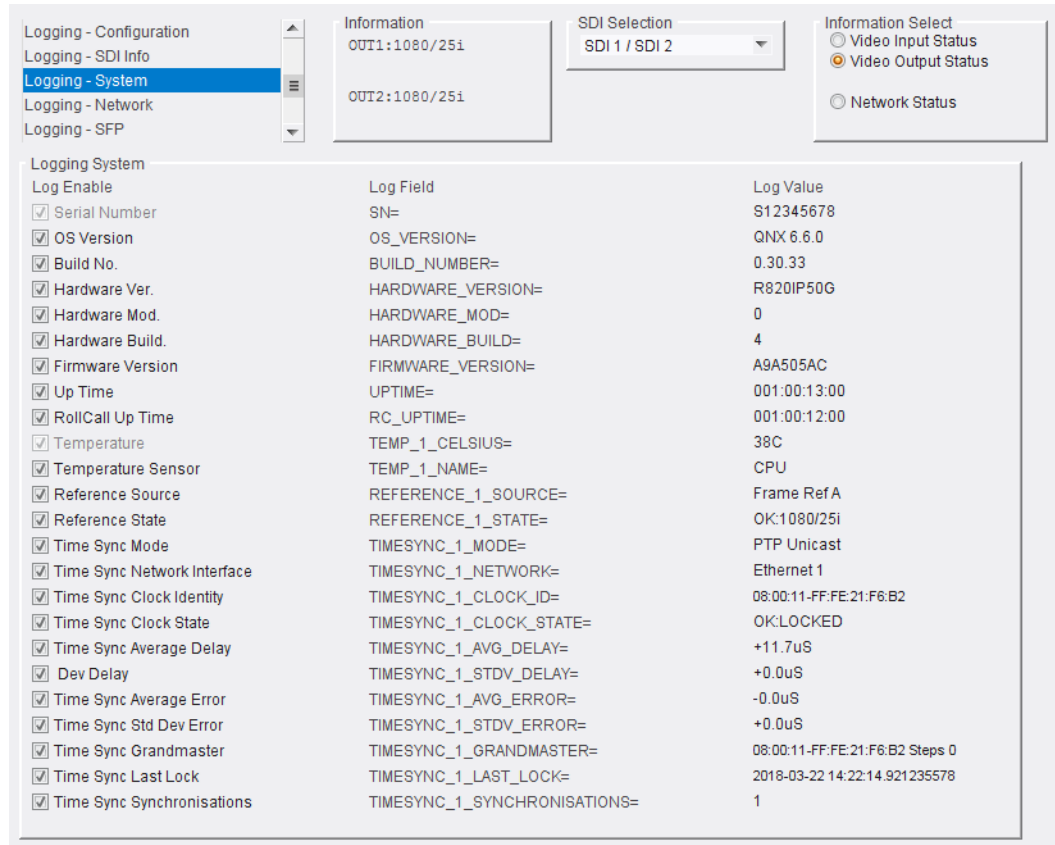 Logging - Configuration
Logging - SDI Info
Logging - System
Logging - Network
Logging - SFP
Information
OUT1:1080/25i
OUT2:1080/25i
SDI Selection
SDI 1 / SDI 2
Information Select
Video Input Status
Video Output Status
Network Status
Logging System
Log Enable Log Field Log Value
Serial Number SN= S12345678
OS Version OS_VERSION= QNX 6.6.0
Build No. BUILD_NUMBER= 0.30.33
Hardware Ver. HARDWARE_VERSION= R820IP50G
Hardware Mod. HARDWARE_MOD= 0
Hardware Build. HARDWARE_BUILD= 4
Firmware Version FIRMWARE_VERSION= A9A505AC
Up Time UPTIME= 001:00:13:00
RollCall Up Time RC_UPTIME= 001:00:12:00
Temperature TEMP_1_CELSIUS= 38C
Temperature Sensor TEMP_1_NAME= CPU
Reference Source REFERENCE_1_SOURCE= Frame Ref A
Reference State REFERENCE_1_STATE= OK:1080/25i
Time Sync Mode TIMESYNC_1_MODE= PTP Unicast
Time Sync Network Interface TIMESYNC_1_NETWORK= Ethernet 1
Time Sync Clock Identity TIMESYNC_1_CLOCK_ID= 08:00:11-FF:FE:21:F6:B2
Time Sync Clock State TIMESYNC_1_CLOCK_STATE= OK:LOCKED
Time Sync Average Delay TIMESYNC_1_AVG_DELAY= +11.7uS
Dev Delay TIMESYNC_1_STDV_DELAY= +0.0uS
Time Sync Average Error TIMESYNC_1_AVG_ERROR= -0.0uS
Time Sync Std Dev Error TIMESYNC_1_STDV_ERROR= +0.0uS
Time Sync Grandmaster TIMESYNC_1_GRANDMASTER= 08:00:11-FF:FE:21:F6:B2 Steps 0
Time Sync Last Lock TIMESYNC_1_LAST_LOCK= 2018-03-22 14:22:14.921235578
Time Sync Synchronisations TIMESYNC_1_SYNCHRONISATIONS= 1